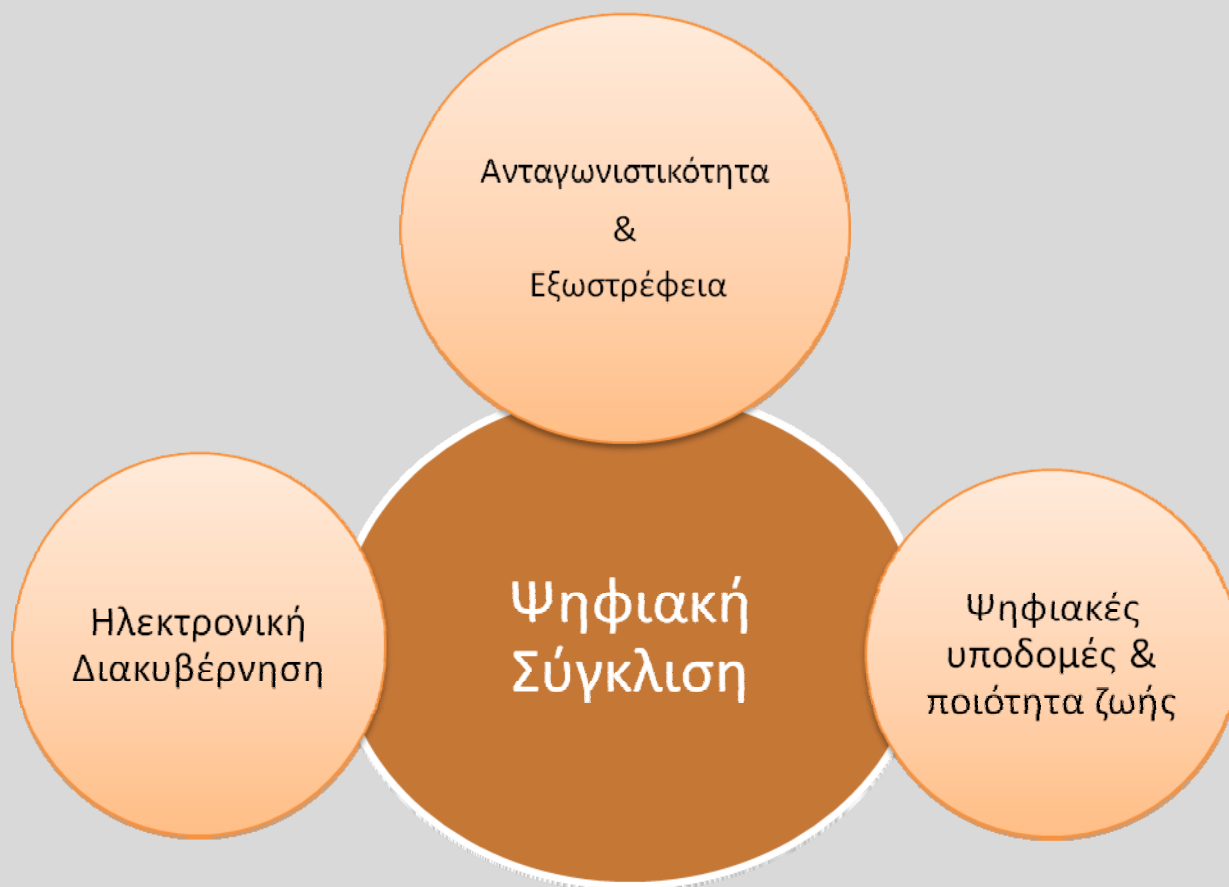 Ανταγωνιστικότητα
&
Εξωστρέφεια
Ηλεκτρονική
Διακυβέρνηση
Ψηφιακή
Σύγκλιση
Ψηφιακές
υποδομές &
ποιότητα ζωής